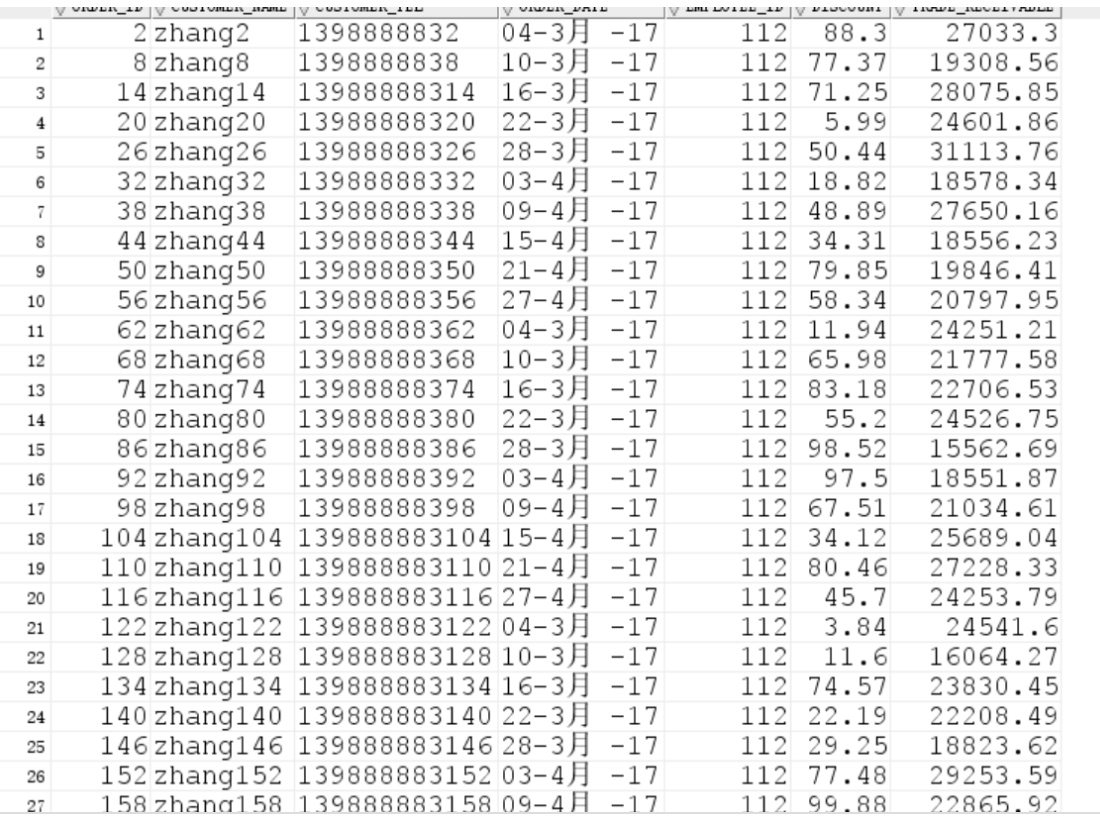 ORDER_ID CUSTOMER_NAME CUSTOMER_TEL ORDER_DATE EMPLOYEE_ID DISCOUNT TRADE_RECEIVABLE
1 2 zhang2 1398888832 04-3月 -17 112 88.3 27033.3
2 8 zhang8 1398888838 10-3月 -17 112 77.37 19308.56
3 14 zhang14 13988888314 16-3月 -17 112 71.25 28075.85
4 20 zhang20 13988888320 22-3月 -17 112 5.99 24601.86
5 26 zhang26 13988888326 28-3月 -17 112 50.44 31113.76
6 32 zhang32 13988888332 03-4月 -17 112 18.82 18578.34
7 38 zhang38 13988888338 09-4月 -17 112 48.89 27650.16
8 44 zhang44 13988888344 15-4月 -17 112 34.31 18556.23
9 50 zhang50 13988888350 21-4月 -17 112 79.85 19846.41
10 56 zhang56 13988888356 27-4月 -17 112 58.34 20797.95
11 62 zhang62 13988888362 04-3月 -17 112 11.94 24251.21
12 68 zhang68 13988888368 10-3月 -17 112 65.98 21777.58
13 74 zhang74 13988888374 16-3月 -17 112 83.18 22706.53
14 80 zhang80 13988888380 22-3月 -17 112 55.2 24526.75
15 86 zhang86 13988888386 28-3月 -17 112 98.52 15562.69
16 92 zhang92 13988888392 03-4月 -17 112 97.5 18551.87
17 98 zhang98 13988888398 09-4月 -17 112 67.51 21034.61
18 104 zhang104 139888883104 15-4月 -17 112 34.12 25689.04
19 110 zhang110 139888883110 21-4月 -17 112 80.46 27228.33
20 116 zhang116 139888883116 27-4月 -17 112 45.7 24253.79
21 122 zhang122 139888883122 04-3月 -17 112 3.84 24541.6
22 128 zhang128 139888883128 10-3月 -17 112 11.6 16064.27
23 134 zhang134 139888883134 16-3月 -17 112 74.57 23830.45
24 140 zhang140 139888883140 22-3月 -17 112 22.19 22208.49
25 146 zhang146 139888883146 28-3月 -17 112 29.25 18823.62
26 152 zhang152 139888883152 03-4月 -17 112 77.48 29253.59
27 158 zhang158 139888883158 09-4月 -17 112 99.88 22865.92